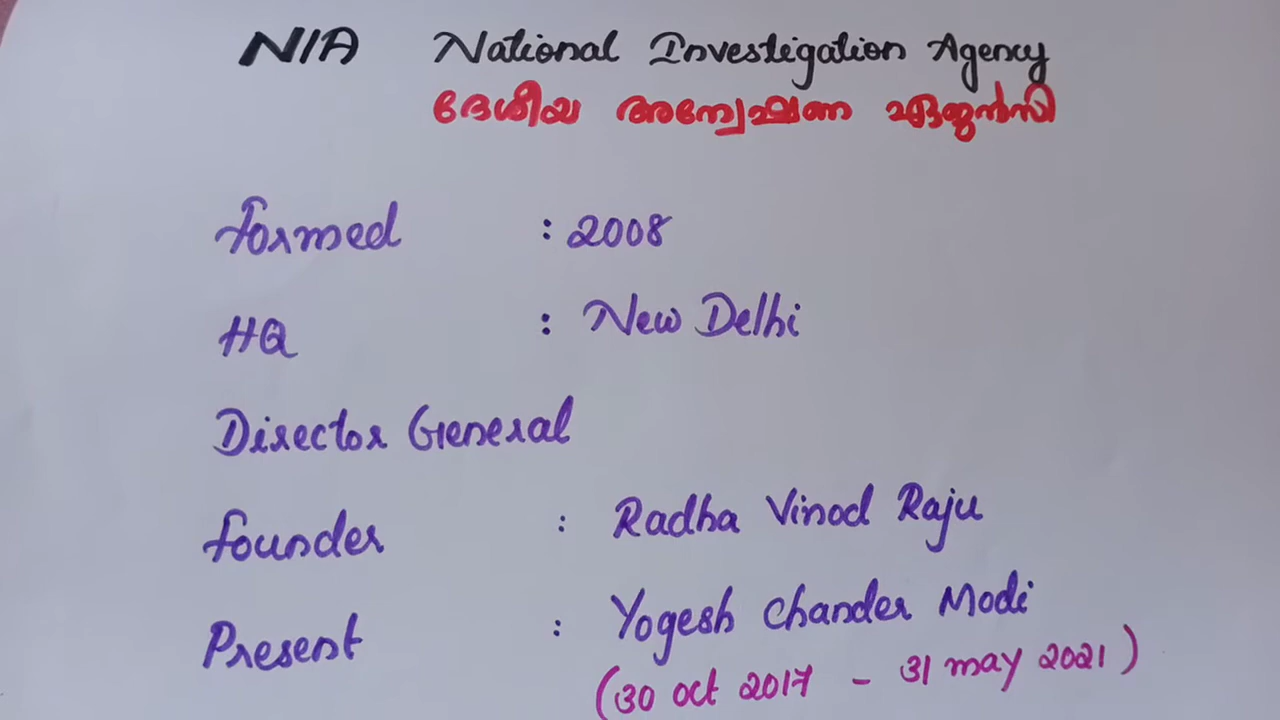 NIA National Investigation Agency
ദേശീയ അന്വേഷണ ഏജൻസി
Formed : 2008
HQ : New Delhi
Director General
Founder : Radha Vinod Raju
Present : Yogesh Chander Modi
(30 Oct 2017 - 31 may 2021)